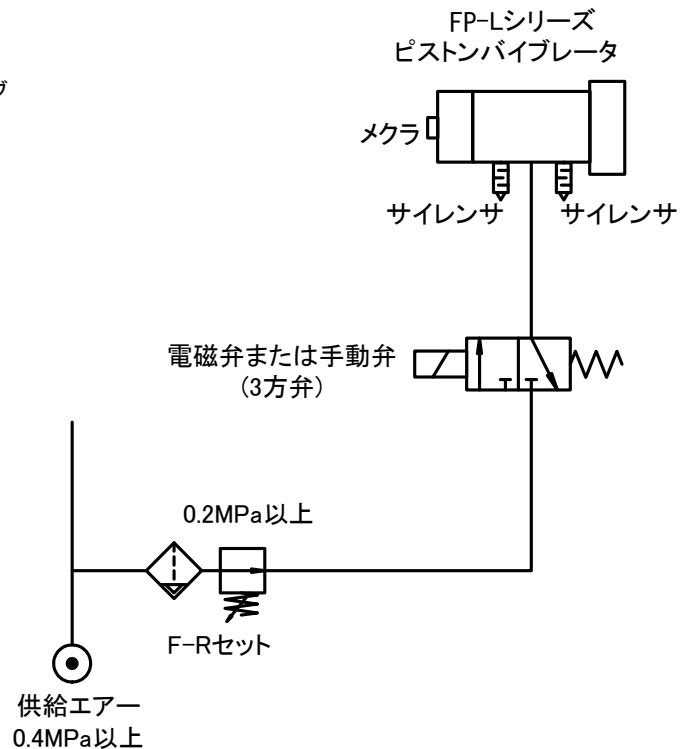 FP-Lシリーズ
ピストンバイブレータ
ブ
メクラ
サイレンサ
サイレンサ
電磁弁または手動弁
(3方弁)
0.2MPa以上
F-Rセット
供給エアー
0.4MPa以上